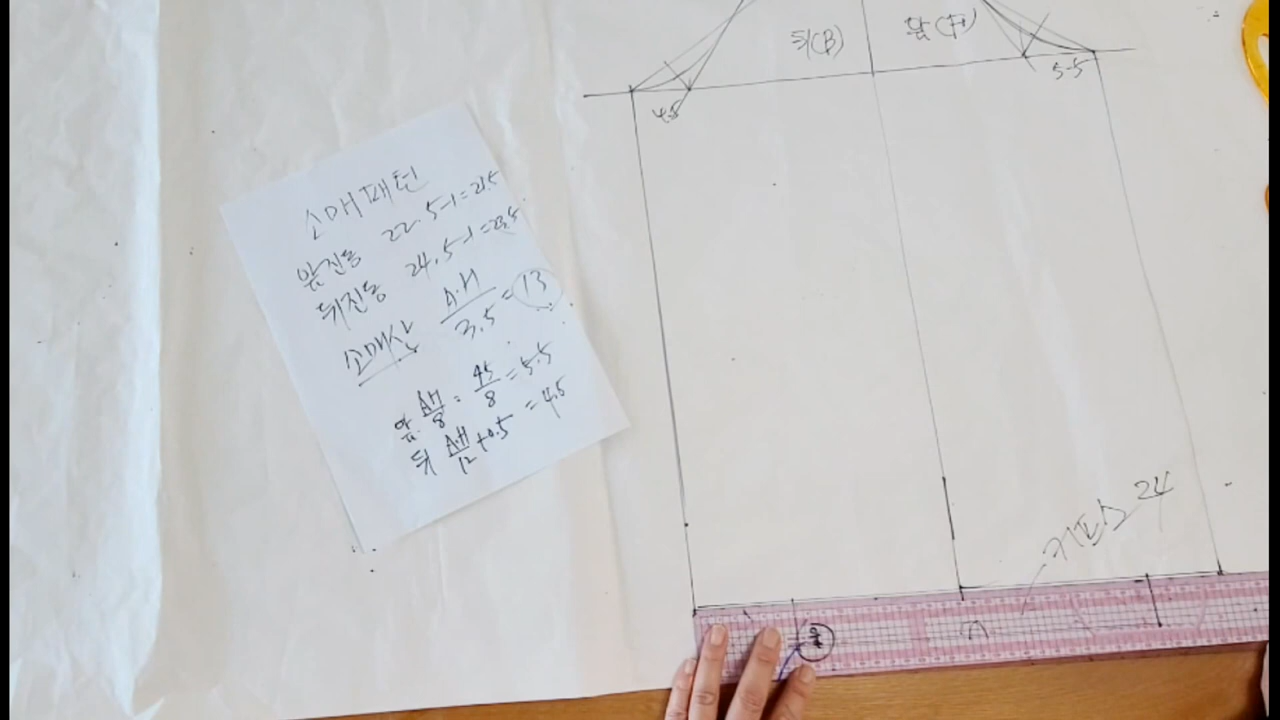 소매패턴
앞진동 22.5-1=21.5
뒤진동 24.5-1=23.5
소매산 A.H/3.5=13
앞 AH/8 : 45/8=5.5
뒤 A.H/12+0.5=4.5
뒤(B)
앞(F)
4.5
5.5
커프스 24